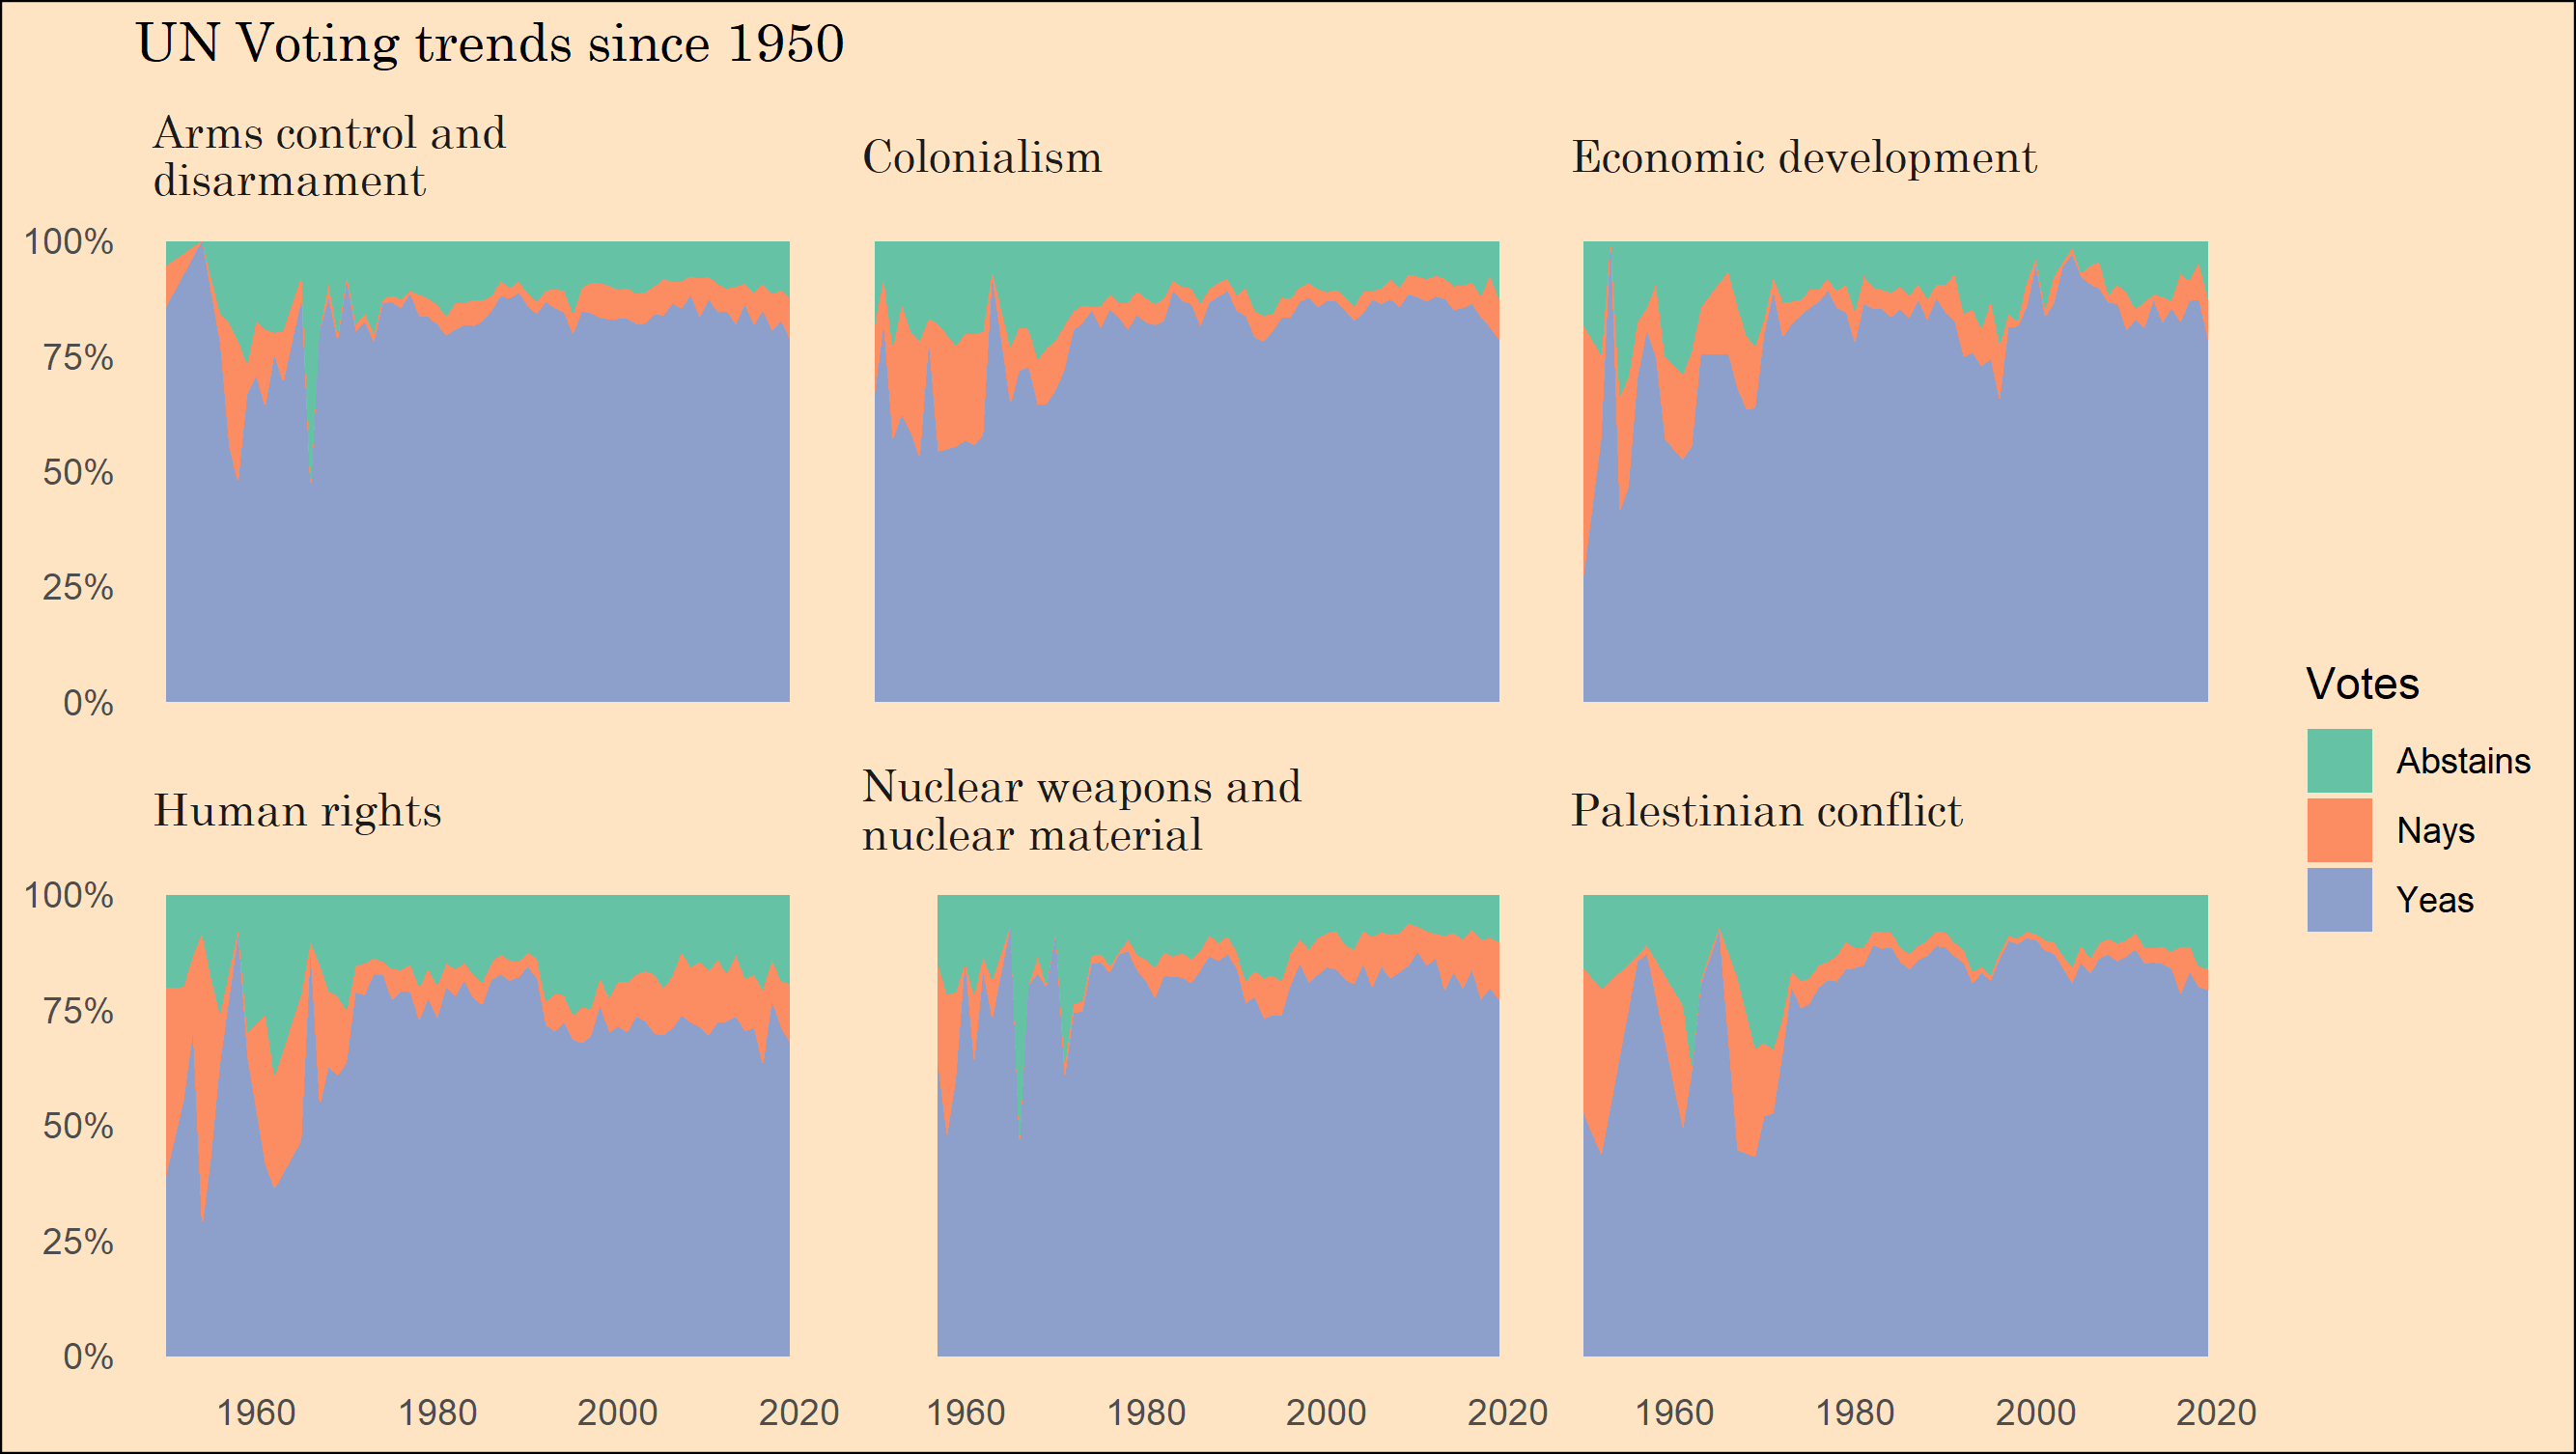 UN Voting trends since 1950
Arms control and
disarmament
Colonialism
Economic development
100%
75%
50%
25%
0%
Human rights
Nuclear weapons and
nuclear material
Palestinian conflict
100%
75%
50%
25%
0%
1960 1980 2000 2020
1960 1980 2000 2020
1960 1980 2000 2020
Votes
Abstains
Nays
Yeas